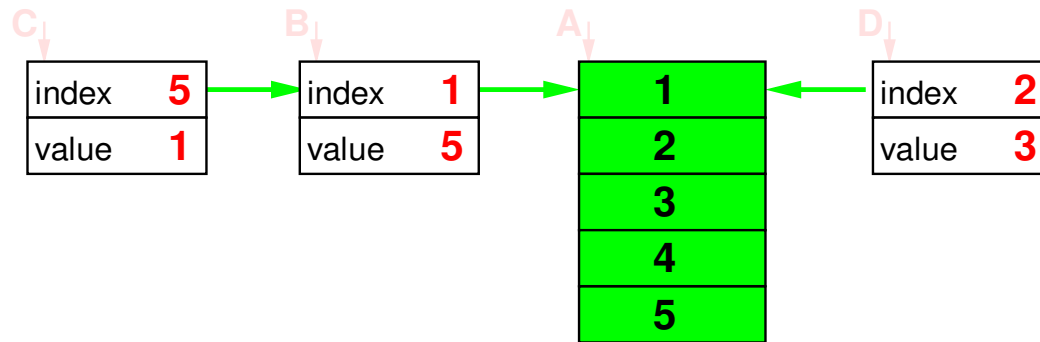 C B A D
index 5 index 1 1 index 2
value 1 value 5 2 value 3
3
4
5